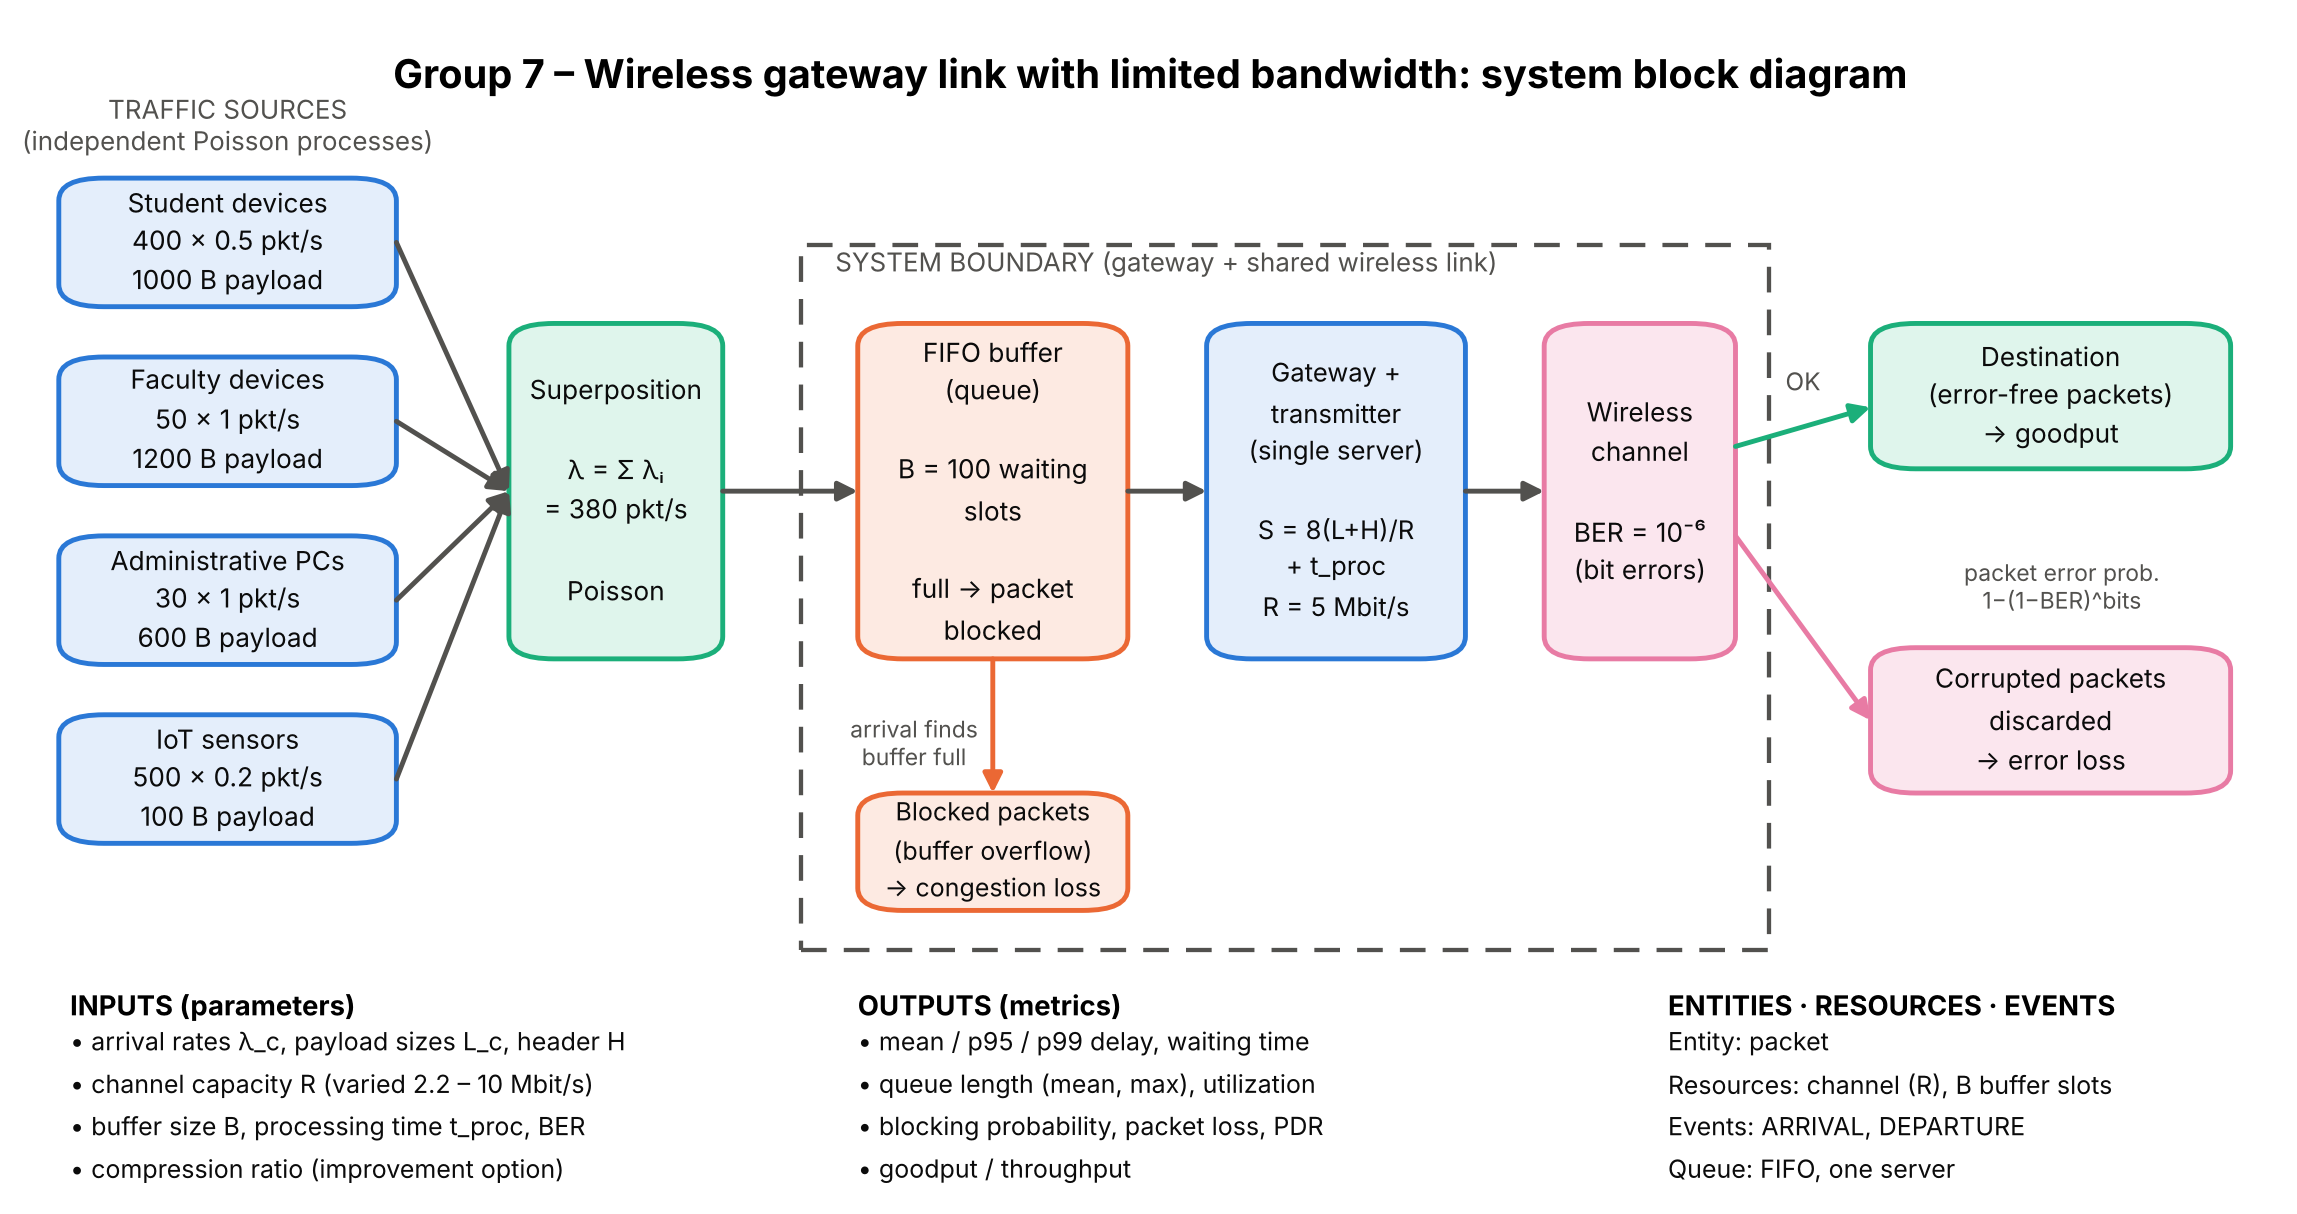 Group 7 – Wireless gateway link with limited bandwidth: system block diagram
TRAFFIC SOURCES
(independent Poisson processes)
Student devices
400 × 0.5 pkt/s
1000 B payload
Faculty devices
50 × 1 pkt/s
1200 B payload
Administrative PCs
30 × 1 pkt/s
600 B payload
IoT sensors
500 × 0.2 pkt/s
100 B payload
Superposition
λ = Σ λᵢ
= 380 pkt/s
Poisson
SYSTEM BOUNDARY (gateway + shared wireless link)
FIFO buffer
(queue)
B = 100 waiting
slots
full → packet
blocked
arrival finds
buffer full
Blocked packets
(buffer overflow)
→ congestion loss
Gateway +
transmitter
(single server)
S = 8(L+H)/R
+ t_proc
R = 5 Mbit/s
Wireless
channel
BER = 10⁻⁶
(bit errors)
OK
Destination
(error-free packets)
→ goodput
packet error prob.
1−(1−BER)^bits
Corrupted packets
discarded
→ error loss
INPUTS (parameters)
• arrival rates λ_c, payload sizes L_c, header H
• channel capacity R (varied 2.2 – 10 Mbit/s)
• buffer size B, processing time t_proc, BER
• compression ratio (improvement option)
OUTPUTS (metrics)
• mean / p95 / p99 delay, waiting time
• queue length (mean, max), utilization
• blocking probability, packet loss, PDR
• goodput / throughput
ENTITIES · RESOURCES · EVENTS
Entity: packet
Resources: channel (R), B buffer slots
Events: ARRIVAL, DEPARTURE
Queue: FIFO, one server